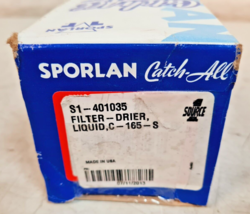 SPORLAN Catch-All
S1-401035
FILTER-DRIER,
LIQUID,C-165-S
SOURCE 1
MADE IN USA
1